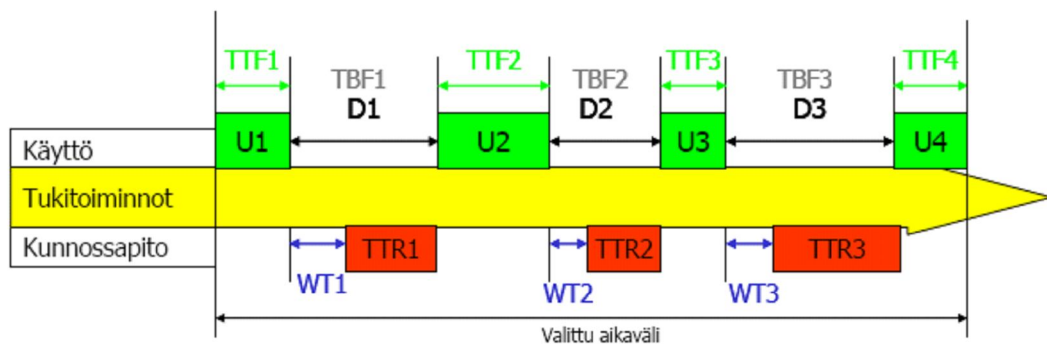 TTF1 TTF2 TTF3 TTF4
TBF1 TBF2 TBF3
D1 D2 D3
U1 U2 U3 U4
Käyttö
Tukitoiminnot
Kunnossapito
TTR1 TTR2 TTR3
WT1 WT2 WT3
Valittu aikaväli